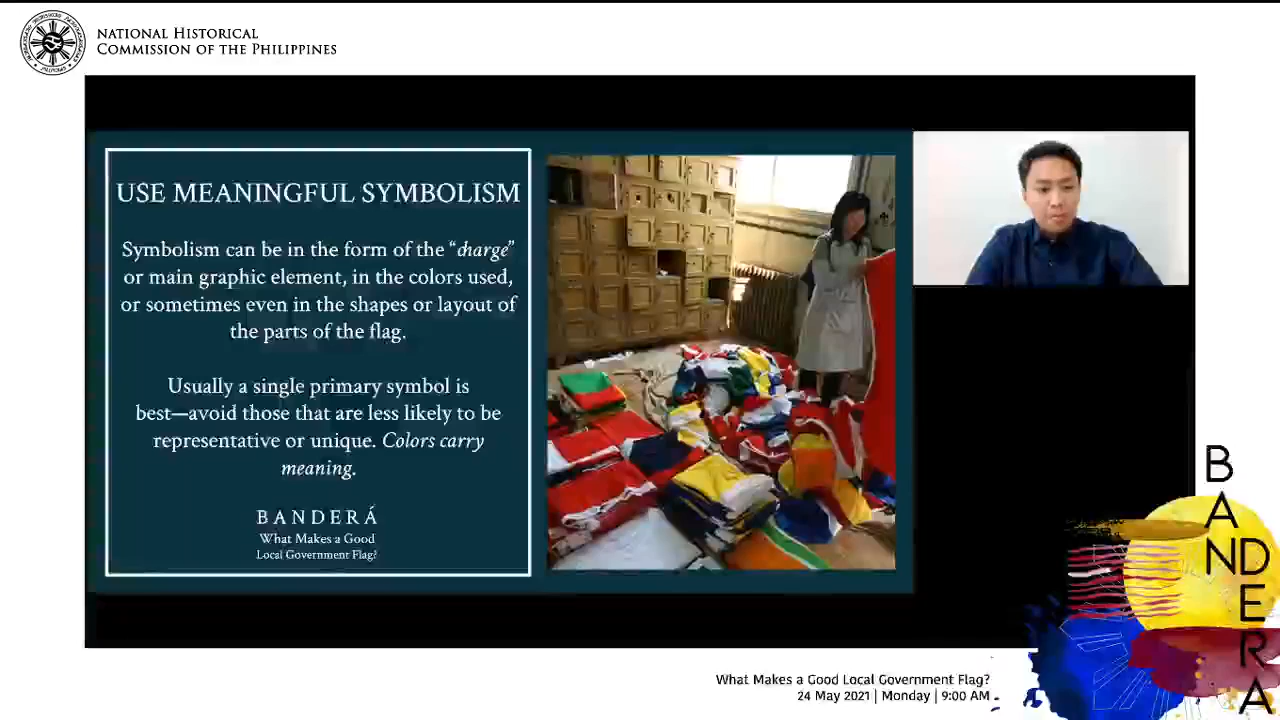 NATIONAL HISTORICAL
COMMISSION OF THE PHILIPPINES
USE MEANINGFUL SYMBOLISM
Symbolism can be in the form of the “charge”
or main graphic element, in the colors used,
or sometimes even in the shapes or layout of
the parts of the flag.
Usually a single primary symbol is
best—avoid those that are less likely to be
representative or unique. Colors carry
meaning.
BANDERÁ
What Makes a Good
Local Government Flag?
BANDERA
What Makes a Good Local Government Flag?
24 May 2021 | Monday | 9:00 AM